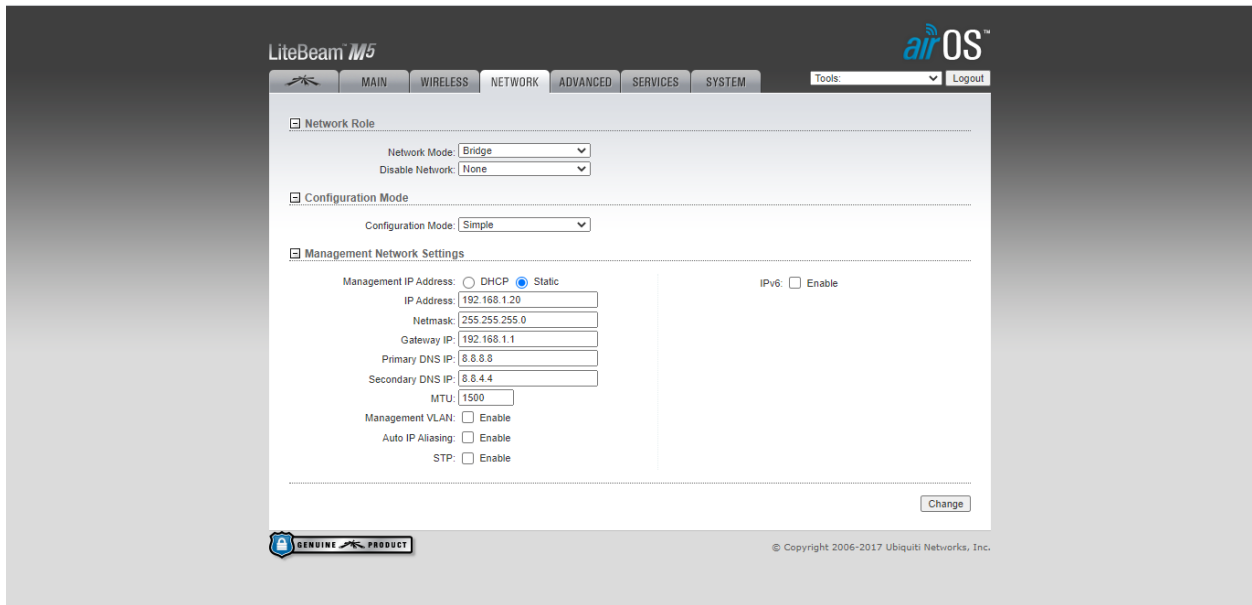 LiteBeam™ M5
airOS™
MAIN WIRELESS NETWORK ADVANCED SERVICES SYSTEM Tools: Logout
Network Role
Network Mode: Bridge
Disable Network: None
Configuration Mode
Configuration Mode: Simple
Management Network Settings
Management IP Address: DHCP Static IPv6: Enable
IP Address: 192.168.1.20
Netmask: 255.255.255.0
Gateway IP: 192.168.1.1
Primary DNS IP: 8.8.8.8
Secondary DNS IP: 8.8.4.4
MTU: 1500
Management VLAN: Enable
Auto IP Aliasing: Enable
STP: Enable
Change
GENUINE PRODUCT
© Copyright 2006-2017 Ubiquiti Networks, Inc.